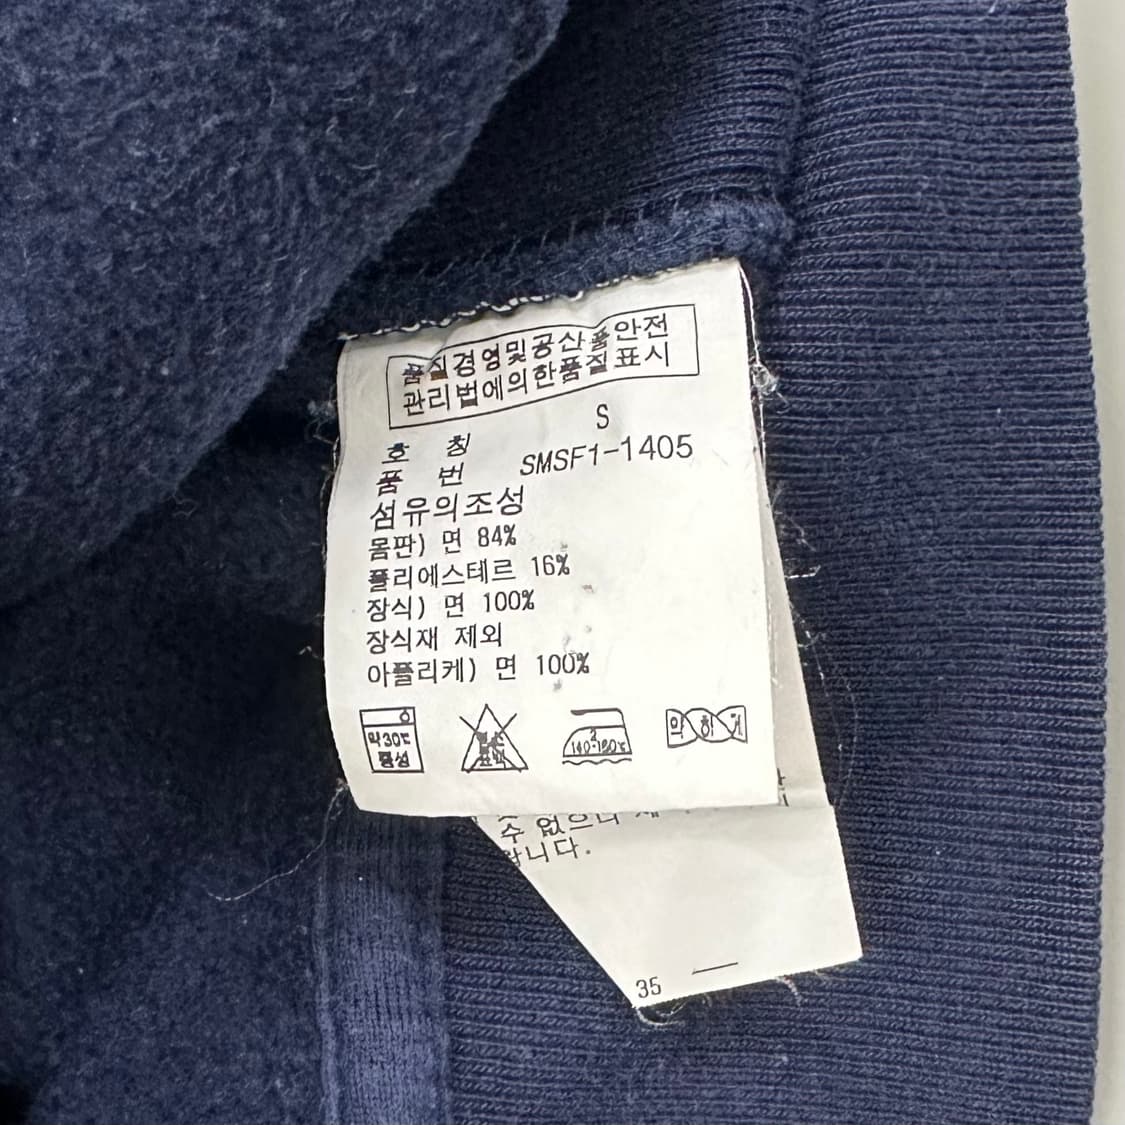 품질경영및공산품안전
관리법에의한품질표시
호 칭 S
품 번 SMSF1-1405
섬유의조성
몸판) 면 84%
폴리에스테르 16%
장식) 면 100%
장식재 제외
아플리케) 면 100%
약30℃ 중성
2 140-160℃
약하게
수 없으니
랍니다.
35